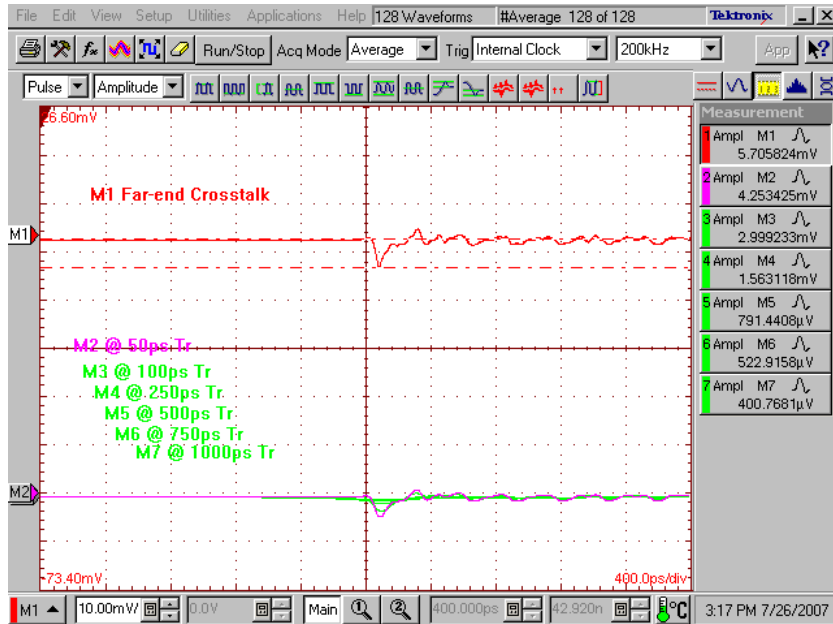 File Edit View Setup Utilities Applications Help 128 Waveforms #Average 128 of 128 Tektronix
Run/Stop Acq Mode Average Trig Internal Clock 200kHz App
Pulse Amplitude
26.60mV
M1 Far-end Crosstalk
M1
M2 @ 50ps Tr
M3 @ 100ps Tr
M4 @ 250ps Tr
M5 @ 500ps Tr
M6 @ 750ps Tr
M7 @ 1000ps Tr
M2
-73.40mV
400.0ps/div
Measurement
1 Ampl M1
5.705824mV
2 Ampl M2
4.253425mV
3 Ampl M3
2.999233mV
4 Ampl M4
1.563118mV
5 Ampl M5
791.4408µV
6 Ampl M6
522.9158µV
7 Ampl M7
400.7681µV
M1 10.00mV/ 0.0V Main 1 2 400.000ps 42.920n °C 3:17 PM 7/26/2007